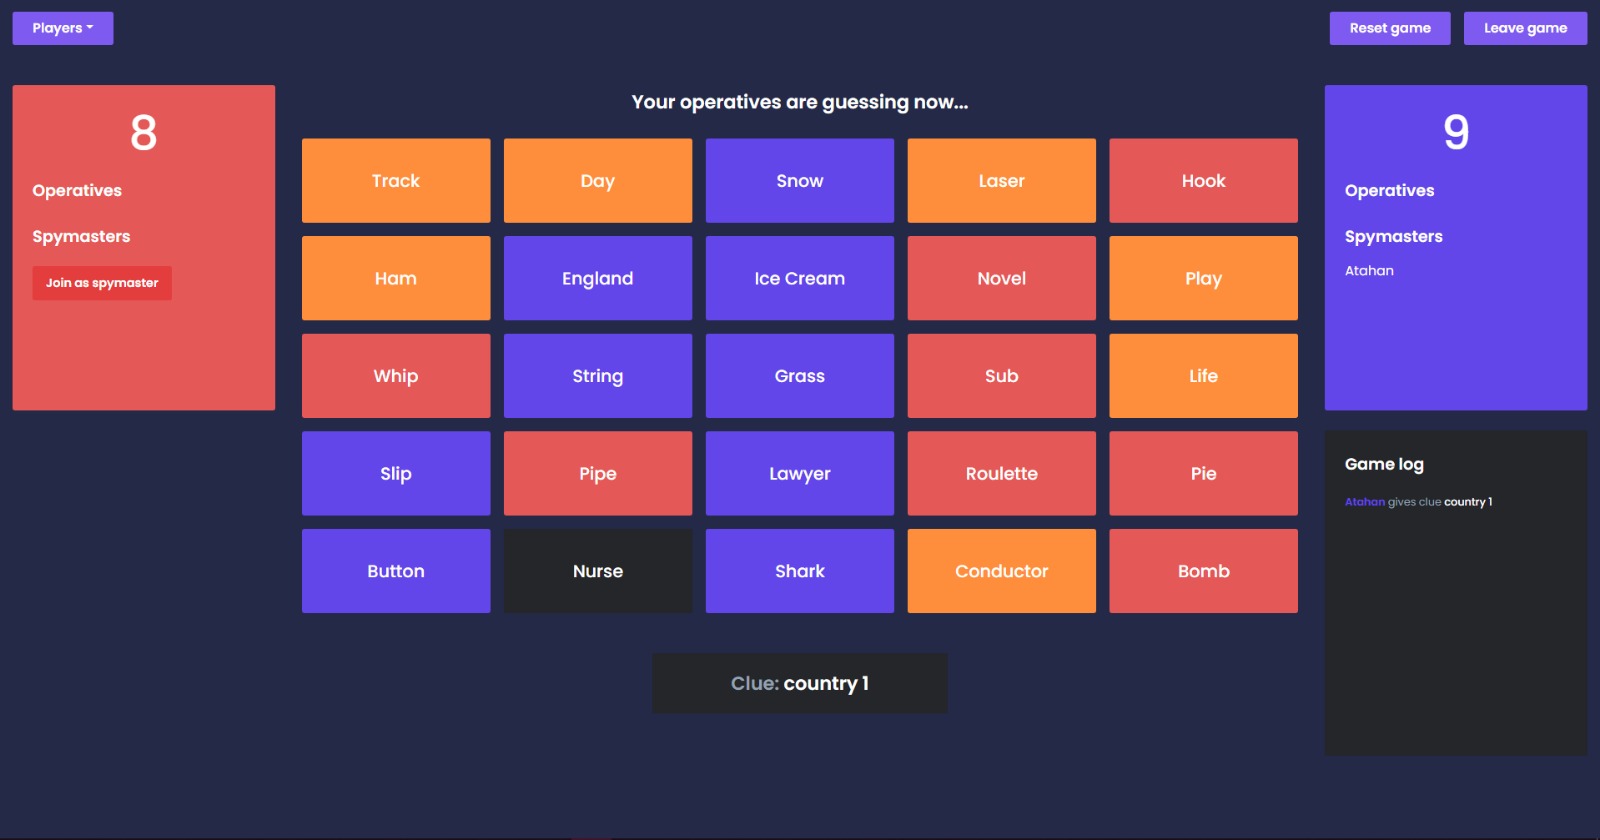 Players
Reset game
Leave game
8
Operatives
Spymasters
Join as spymaster
Your operatives are guessing now...
Track
Day
Snow
Laser
Hook
Ham
England
Ice Cream
Novel
Play
Whip
String
Grass
Sub
Life
Slip
Pipe
Lawyer
Roulette
Pie
Button
Nurse
Shark
Conductor
Bomb
Clue: country 1
9
Operatives
Spymasters
Atahan
Game log
Atahan gives clue country 1